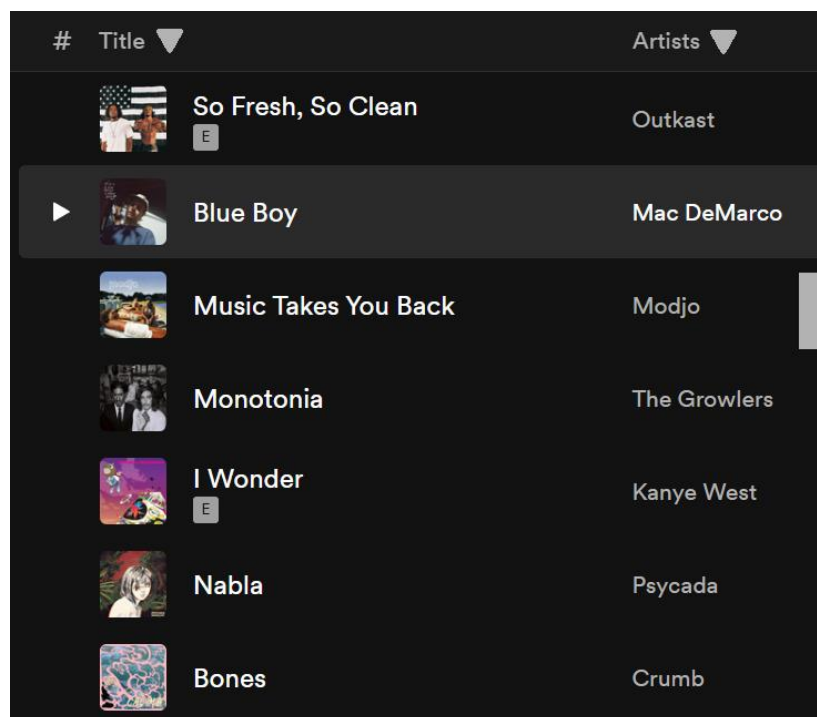 # Title Artists
So Fresh, So Clean
E
Outkast
Blue Boy Mac DeMarco
Music Takes You Back Modjo
Monotonia The Growlers
I Wonder
E
Kanye West
Nabla Psycada
Bones Crumb